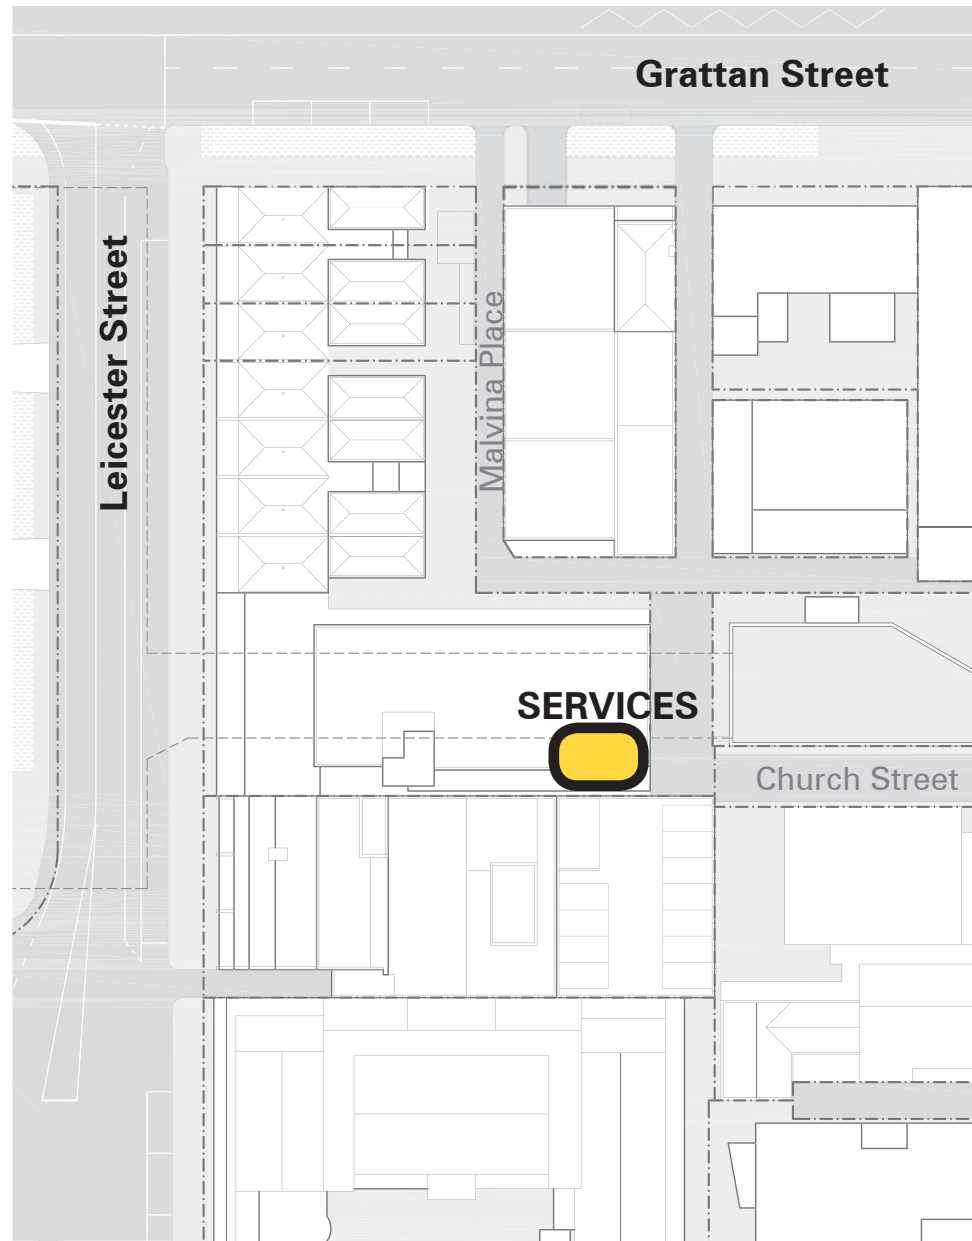 Grattan Street
Leicester Street
Malvina Place
SERVICES
Church Street